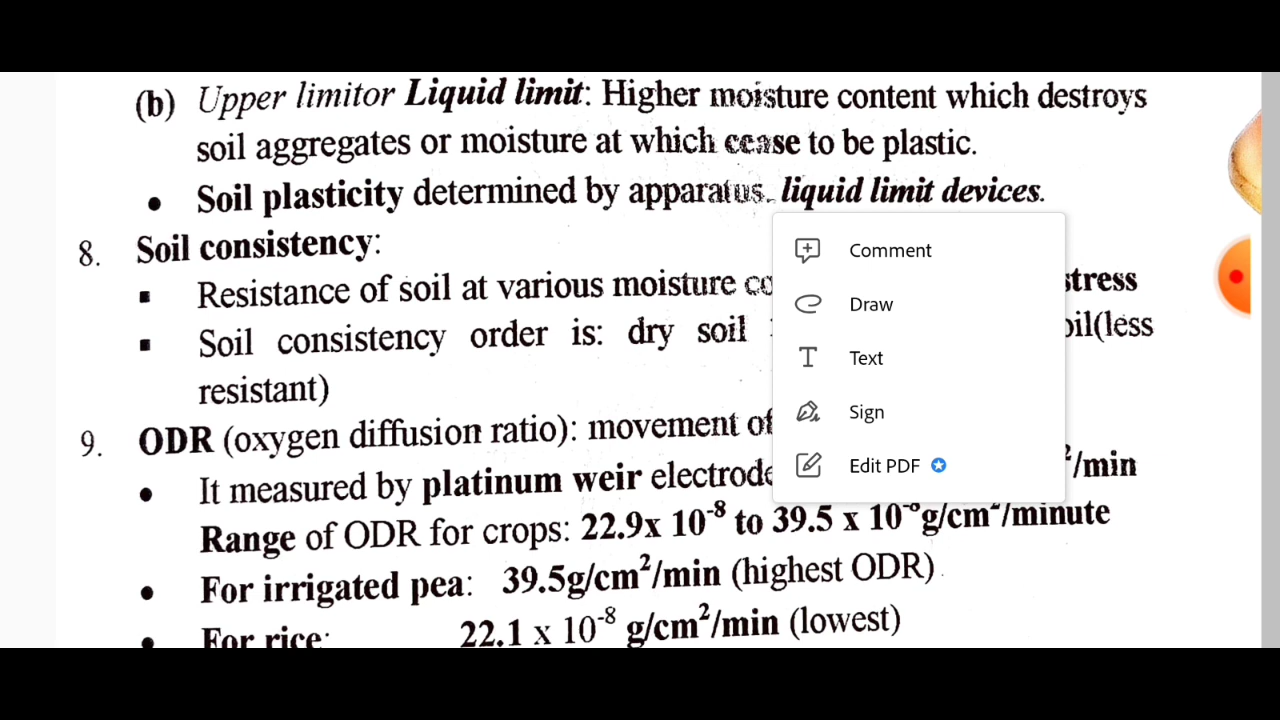 (b) Upper limitor Liquid limit: Higher moisture content which destroys
soil aggregates or moisture at which cease to be plastic.
• Soil plasticity determined by apparatus. liquid limit devices.
8. Soil consistency:
▪ Resistance of soil at various moisture stress
▪ Soil consistency order is: dry soil oil(less
resistant)
9. ODR (oxygen diffusion ratio): movement of
• It measured by platinum weir electrode /min
Range of ODR for crops: 22.9x 10⁻⁸ to 39.5 x 10⁻⁸g/cm²/minute
• For irrigated pea: 39.5g/cm²/min (highest ODR)
• For rice: 22.1 x 10⁻⁸ g/cm²/min (lowest)
Comment
Draw
Text
Sign
Edit PDF